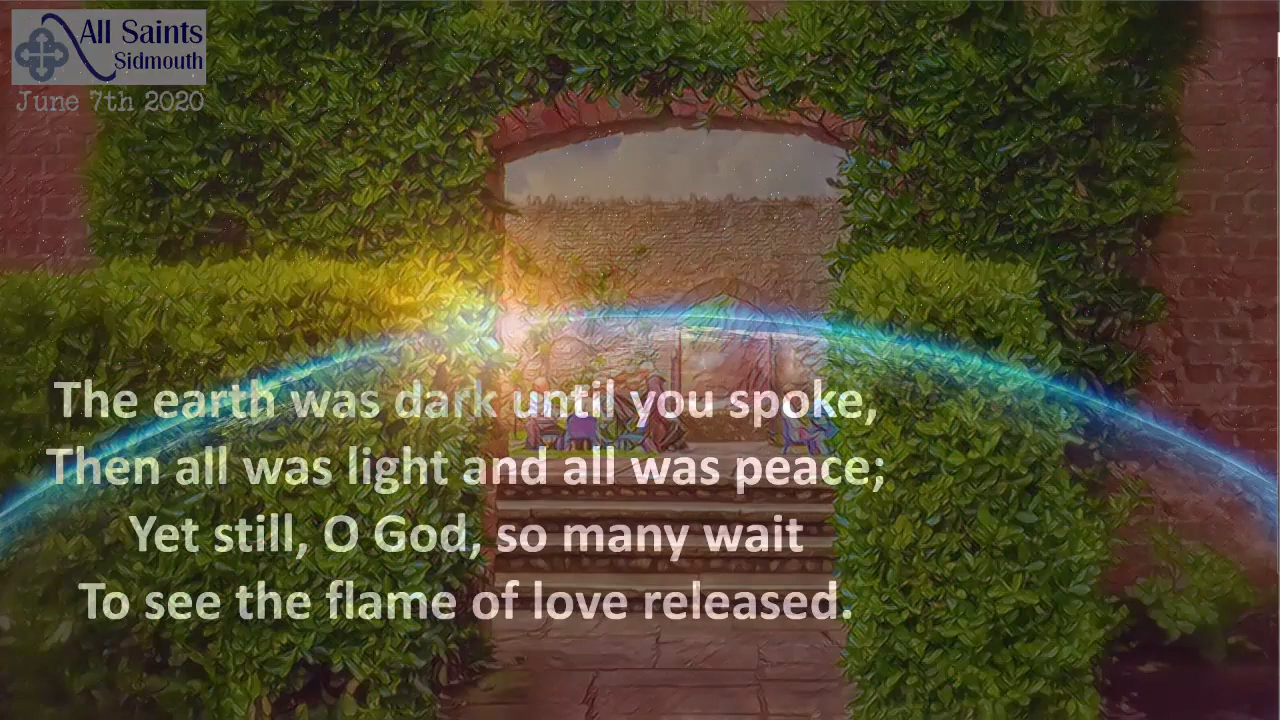 All Saints
Sidmouth
June 7th 2020
The earth was dark until you spoke,
Then all was light and all was peace;
Yet still, O God, so many wait
To see the flame of love released.